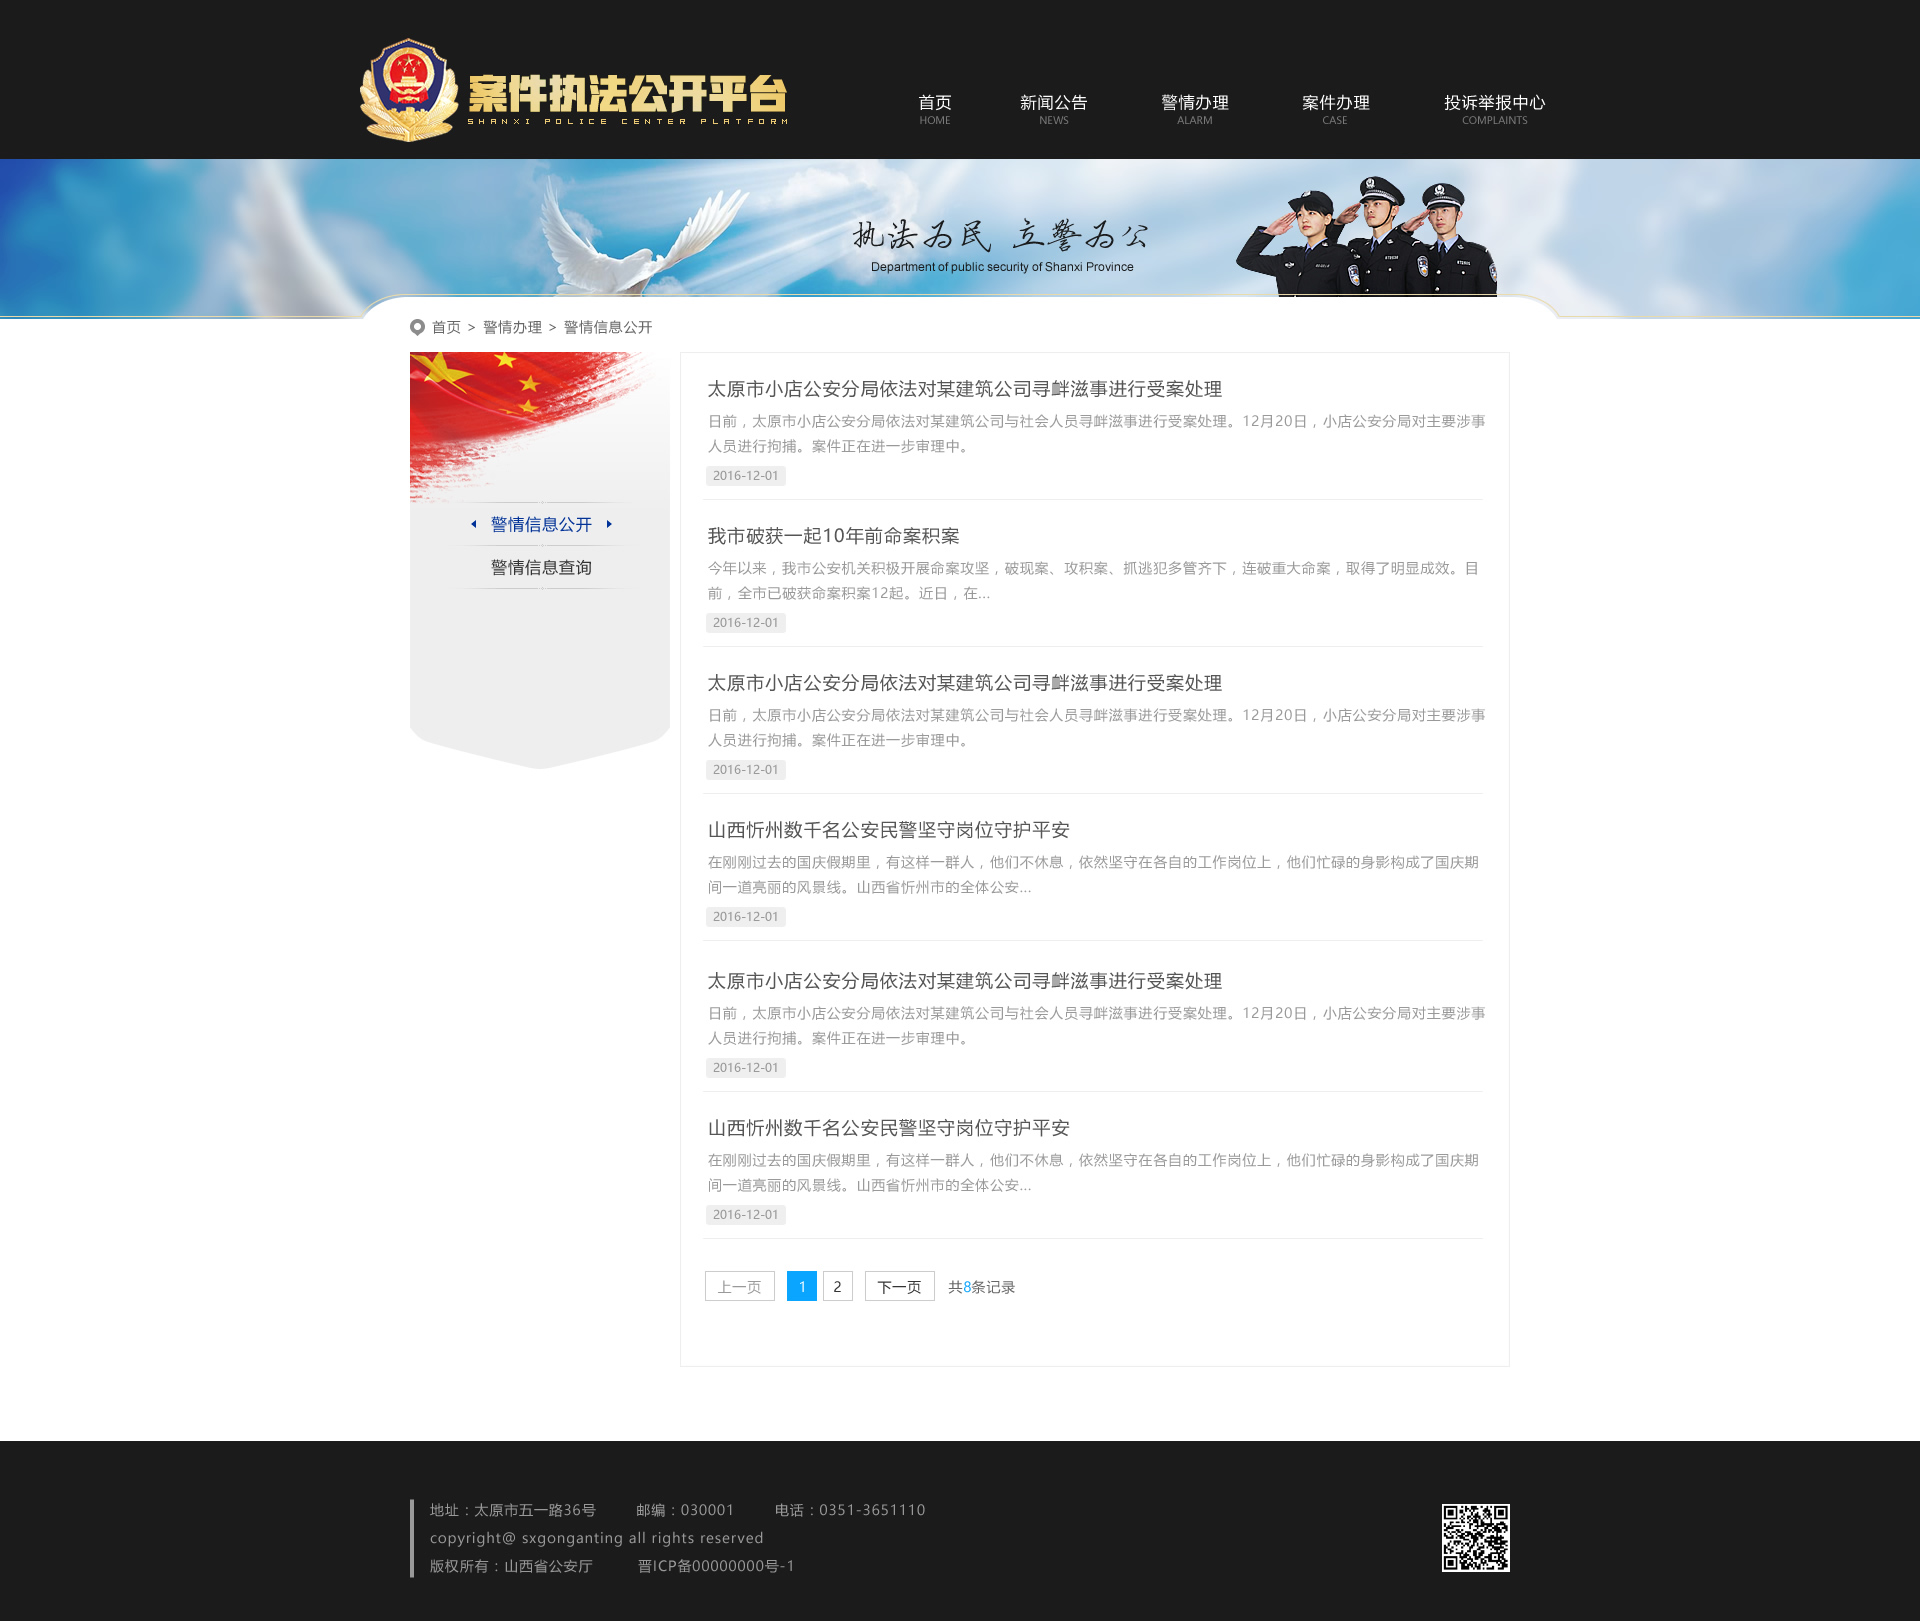 案件执法公开平台
SHANXI POLICE CENTER PLATFORM
首页 新闻公告 警情办理 案件办理 投诉举报中心
HOME NEWS ALARM CASE COMPLAINTS
执法为民 立警为公
Department of public security of Shanxi Province
首页 > 警情办理 > 警情信息公开
警情信息公开
警情信息查询
太原市小店公安分局依法对某建筑公司寻衅滋事进行受案处理
日前，太原市小店公安分局依法对某建筑公司与社会人员寻衅滋事进行受案处理。12月20日，小店公安分局对主要涉事
人员进行拘捕。案件正在进一步审理中。
2016-12-01
我市破获一起10年前命案积案
今年以来，我市公安机关积极开展命案攻坚，破现案、攻积案、抓逃犯多管齐下，连破重大命案，取得了明显成效。目
前，全市已破获命案积案12起。近日，在...
2016-12-01
太原市小店公安分局依法对某建筑公司寻衅滋事进行受案处理
日前，太原市小店公安分局依法对某建筑公司与社会人员寻衅滋事进行受案处理。12月20日，小店公安分局对主要涉事
人员进行拘捕。案件正在进一步审理中。
2016-12-01
山西忻州数千名公安民警坚守岗位守护平安
在刚刚过去的国庆假期里，有这样一群人，他们不休息，依然坚守在各自的工作岗位上，他们忙碌的身影构成了国庆期
间一道亮丽的风景线。山西省忻州市的全体公安...
2016-12-01
太原市小店公安分局依法对某建筑公司寻衅滋事进行受案处理
日前，太原市小店公安分局依法对某建筑公司与社会人员寻衅滋事进行受案处理。12月20日，小店公安分局对主要涉事
人员进行拘捕。案件正在进一步审理中。
2016-12-01
山西忻州数千名公安民警坚守岗位守护平安
在刚刚过去的国庆假期里，有这样一群人，他们不休息，依然坚守在各自的工作岗位上，他们忙碌的身影构成了国庆期
间一道亮丽的风景线。山西省忻州市的全体公安...
2016-12-01
上一页 1 2 下一页 共8条记录
地址：太原市五一路36号 邮编：030001 电话：0351-3651110
copyright@ sxgonganting all rights reserved
版权所有：山西省公安厅 晋ICP备00000000号-1